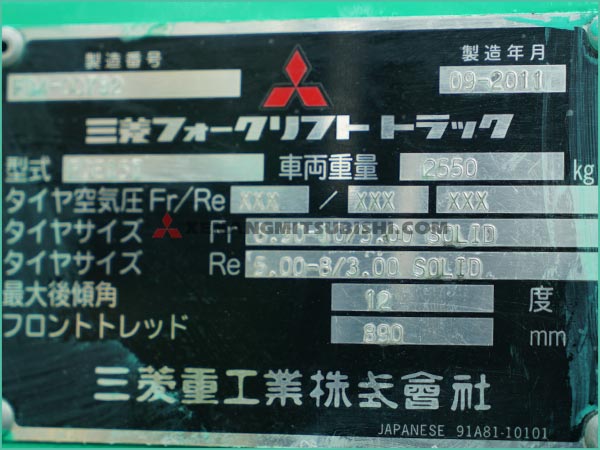 製造番号 製造年月
09-2011
三菱フォークリフト トラック
型式 車両重量 2550 kg
タイヤ空気圧 Fr/Re XXX / XXX XXX
XENANGMITSUBISHI.COM
タイヤサイズ Fr SOLID
タイヤサイズ Re 5.00-8/3.00 SOLID
最大後傾角 12 度
フロントトレッド 890 mm
三菱重工業株式會社
JAPANESE 91A81-10101